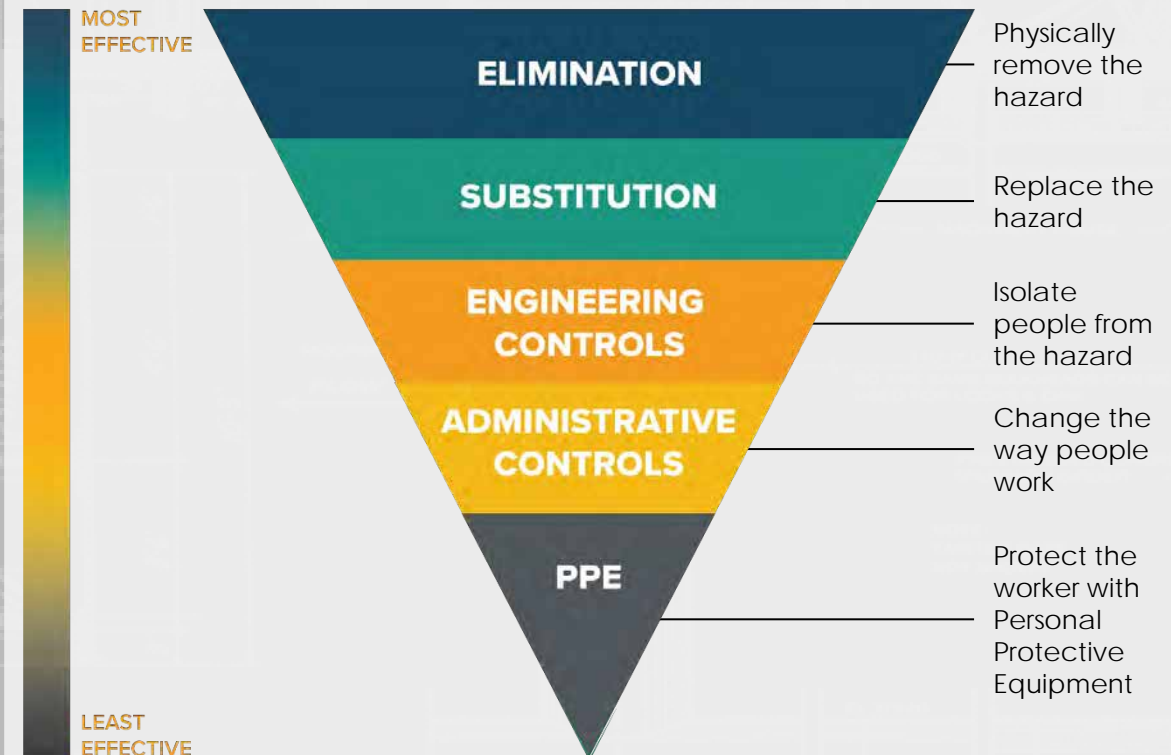 MOST
EFFECTIVE
ELIMINATION
Physically
remove the
hazard
SUBSTITUTION
Replace the
hazard
ENGINEERING
CONTROLS
Isolate
people from
the hazard
ADMINISTRATIVE
CONTROLS
Change the
way people
work
PPE
Protect the
worker with
Personal
Protective
Equipment
LEAST
EFFECTIVE